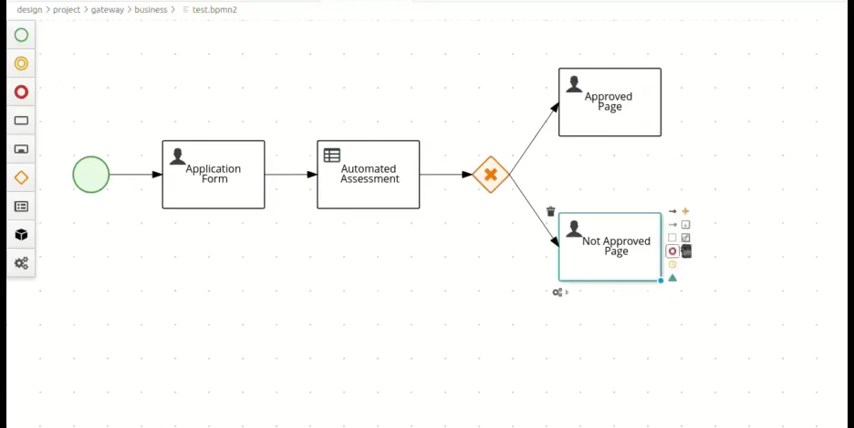 design > project > gateway > business > test.bpmn2
Application
Form
Automated
Assessment
Approved
Page
Not Approved
Page